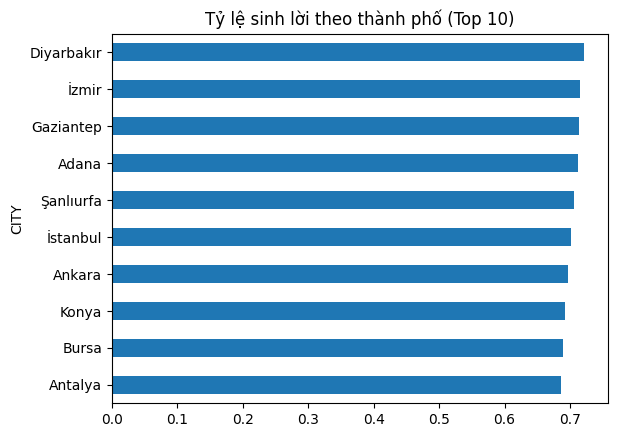 Tỷ lệ sinh lời theo thành phố (Top 10)
CITY
Diyarbakır
İzmir
Gaziantep
Adana
Şanlıurfa
İstanbul
Ankara
Konya
Bursa
Antalya
0.0 0.1 0.2 0.3 0.4 0.5 0.6 0.7